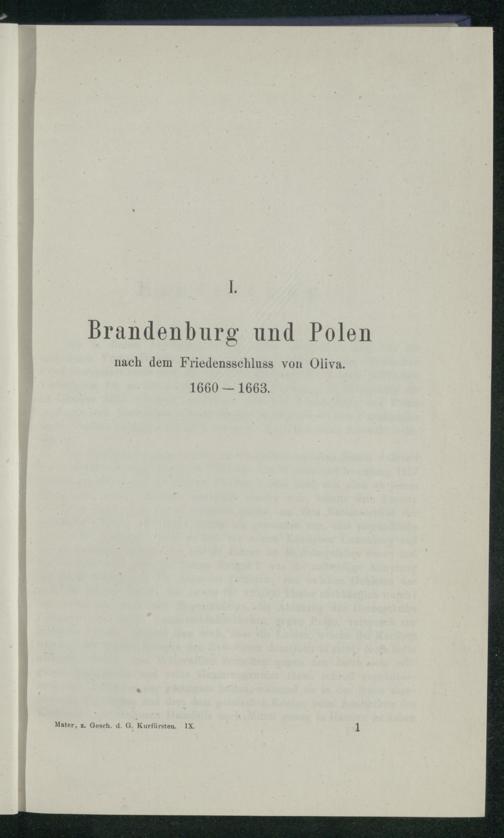 I.
Brandenburg und Polen
nach dem Friedensschluss von Oliva.
1660 — 1663.
Mater. z. Gesch. d. G. Kurfürsten. IX. 1